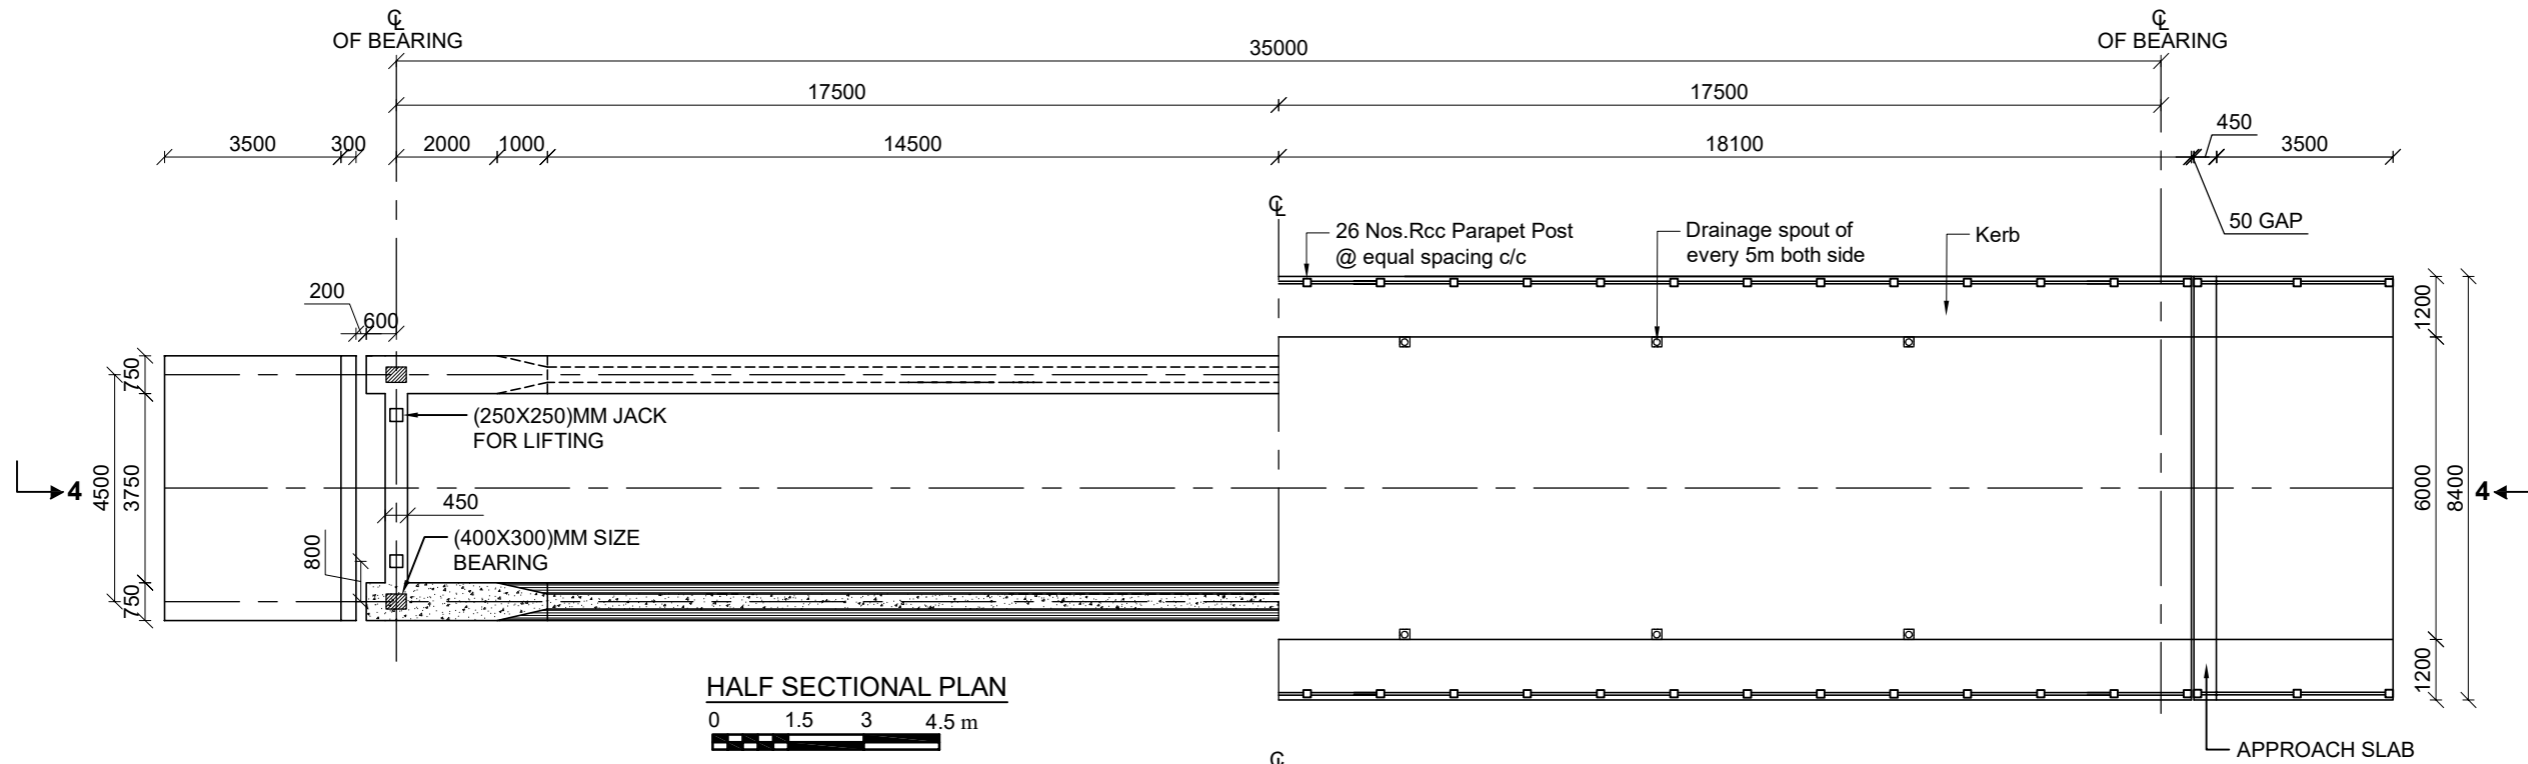 ℄ ℄
OF BEARING OF BEARING
35000
17500 17500
450
3500 300 2000 1000 14500 18100 3500
℄
50 GAP
26 Nos.Rcc Parapet Post
@ equal spacing c/c
Drainage spout of
every 5m both side
Kerb
200
600
1200
750
(250X250)MM JACK
FOR LIFTING
4 4500 3750 6000 8400 4
450
800
(400X300)MM SIZE
BEARING
750
1200
HALF SECTIONAL PLAN
0 1.5 3 4.5 m
APPROACH SLAB
℄